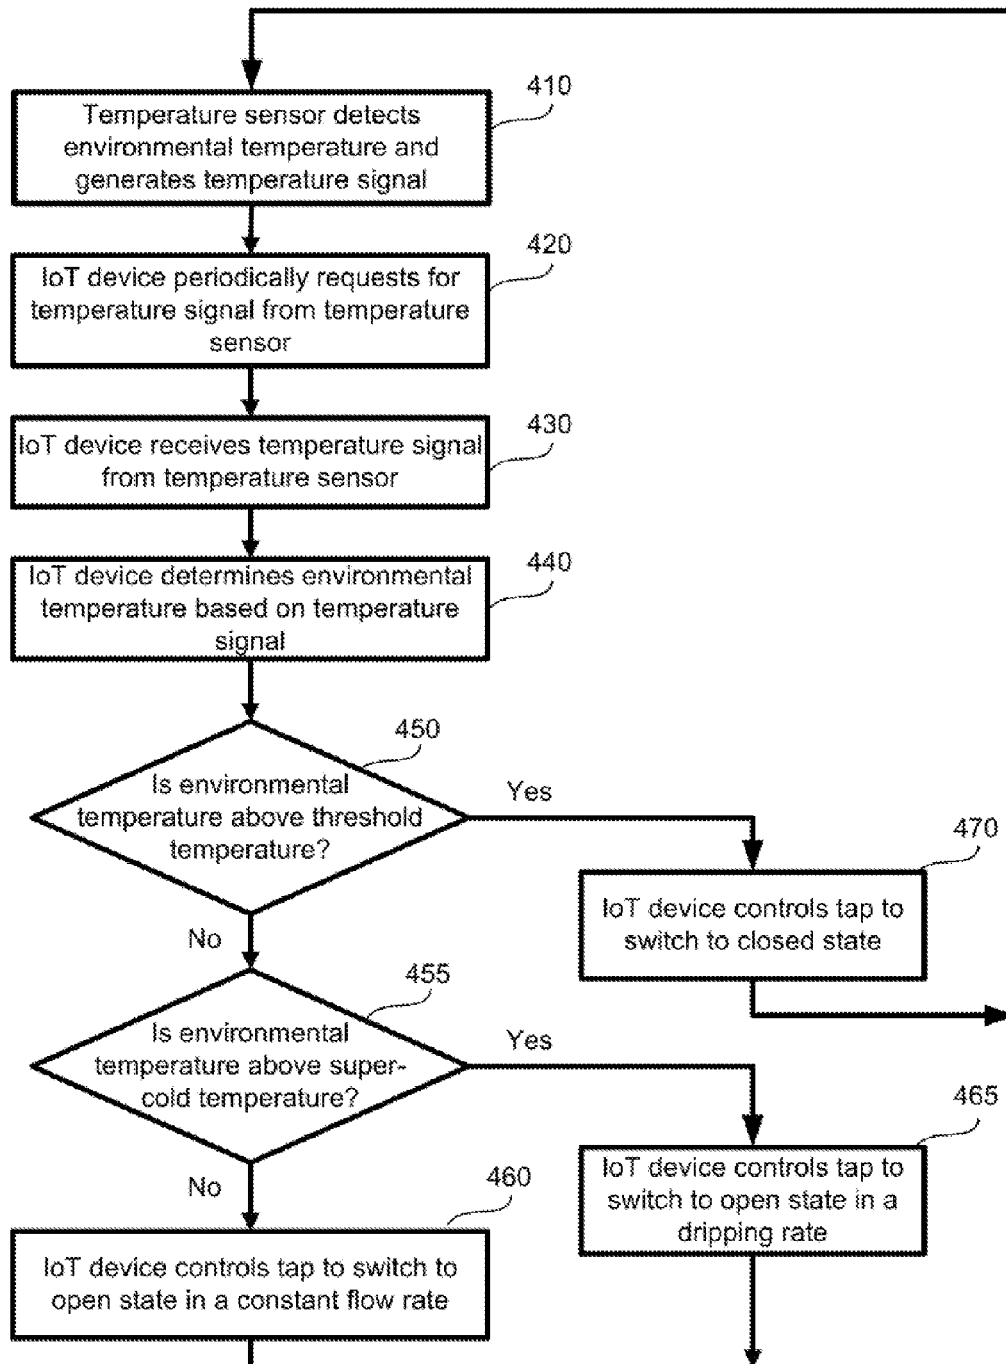 410
Temperature sensor detects
environmental temperature and
generates temperature signal
420
IoT device periodically requests for
temperature signal from temperature
sensor
430
IoT device receives temperature signal
from temperature sensor
440
IoT device determines environmental
temperature based on temperature
signal
450
Is environmental
temperature above threshold
temperature?
Yes
470
IoT device controls tap to
switch to closed state
No
455
Is environmental
temperature above super-
cold temperature?
Yes
465
IoT device controls tap to
switch to open state in a
dripping rate
No
460
IoT device controls tap to switch to
open state in a constant flow rate